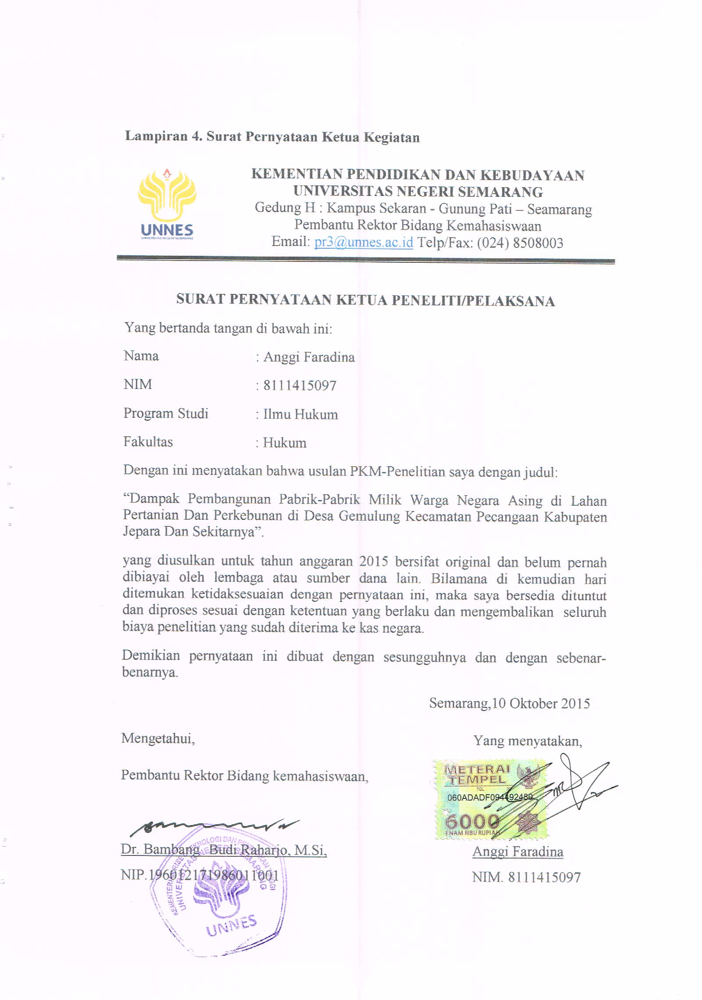 Lampiran 4. Surat Pernyataan Ketua Kegiatan
KEMENTIAN PENDIDIKAN DAN KEBUDAYAAN
UNIVERSITAS NEGERI SEMARANG
Gedung H : Kampus Sekaran - Gunung Pati – Seamarang
Pembantu Rektor Bidang Kemahasiswaan
Email: pr3@unnes.ac.id Telp/Fax: (024) 8508003
UNNES
UNIVERSITAS NEGERI SEMARANG
SURAT PERNYATAAN KETUA PENELITI/PELAKSANA
Yang bertanda tangan di bawah ini:
Nama : Anggi Faradina
NIM : 8111415097
Program Studi : Ilmu Hukum
Fakultas : Hukum
Dengan ini menyatakan bahwa usulan PKM-Penelitian saya dengan judul:
“Dampak Pembangunan Pabrik-Pabrik Milik Warga Negara Asing di Lahan
Pertanian Dan Perkebunan di Desa Gemulung Kecamatan Pecangaan Kabupaten
Jepara Dan Sekitarnya”.
yang diusulkan untuk tahun anggaran 2015 bersifat original dan belum pernah
dibiayai oleh lembaga atau sumber dana lain. Bilamana di kemudian hari
ditemukan ketidaksesuaian dengan pernyataan ini, maka saya bersedia dituntut
dan diproses sesuai dengan ketentuan yang berlaku dan mengembalikan seluruh
biaya penelitian yang sudah diterima ke kas negara.
Demikian pernyataan ini dibuat dengan sesungguhnya dan dengan sebenar-
benarnya.
Semarang,10 Oktober 2015
Mengetahui,
Yang menyatakan,
Pembantu Rektor Bidang kemahasiswaan,
METERAI
TEMPEL
TGL. 20
060ADADF094492480
6000
ENAM RIBU RUPIAH
Dr. Bambang Budi Raharjo, M.Si,
NIP.196012171986011001
Anggi Faradina
NIM. 8111415097
KEMENTERIAN RISET TEKNOLOGI DAN PENDIDIKAN TINGGI
UNIVERSITAS NEGERI SEMARANG
UNNES